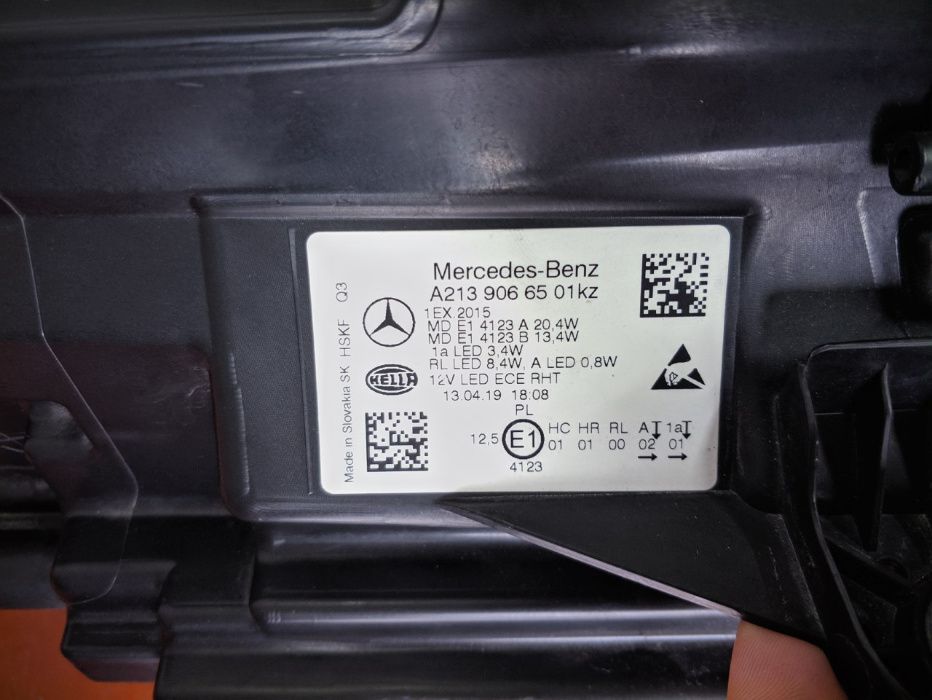 Mercedes-Benz
A213 906 65 01kz
1EX 2015
MD E1 4123 A 20,4W
MD E1 4123 B 13,4W
1a LED 3,4W
RL LED 8,4W, A LED 0,8W
12V LED ECE RHT
13.04.19 18:08
PL
12,5 E1 HC HR RL A 1a
01 01 00 02 01
4123
HELLA
Made in Slovakia SK HSKF Q3